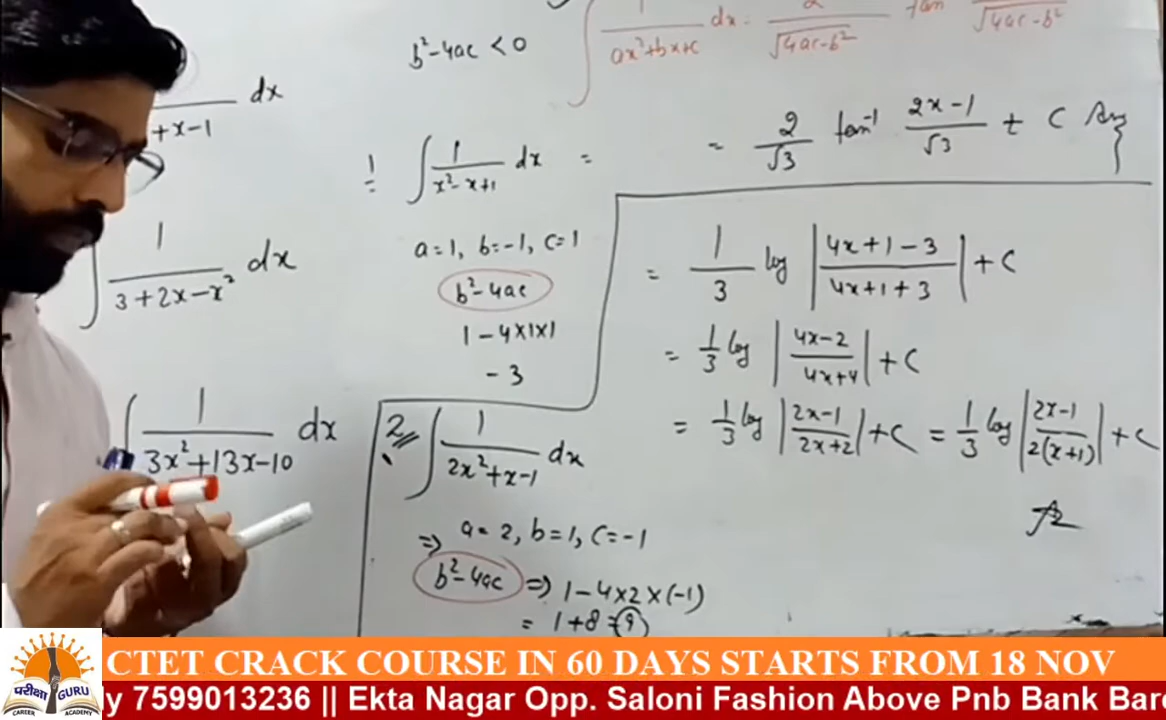 b²-4ac < 0
∫ 1/(ax²+bx+c) dx = 2/√(4ac-b²) tan √(4ac-b²)
dx
+x-1
1 ∫ 1/(x²-x+1) dx =
= 2/√3 tan⁻¹ (2x-1)/√3 + C Ans
∫ 1/(3+2x-x²) dx
a=1, b=-1, c=1
b²-4ac
1-4×1×1
-3
= 1/3 log |(4x+1-3)/(4x+1+3)| + C
= 1/3 log |(4x-2)/(4x+4)| + C
= 1/3 log |(2x-1)/(2x+2)| + C = 1/3 log |(2x-1)/(2(x+1))| + C
∫ 1/(3x²+13x-10) dx
2 ∫ 1/(2x²+x-1) dx
⇒ a=2, b=1, c=-1
b²-4ac ⇒ 1-4×2×(-1)
= 1+8=9
परीक्षा GURU
CAREER ACADEMY
CTET CRACK COURSE IN 60 DAYS STARTS FROM 18 NOV
y 7599013236 || Ekta Nagar Opp. Saloni Fashion Above Pnb Bank Bare